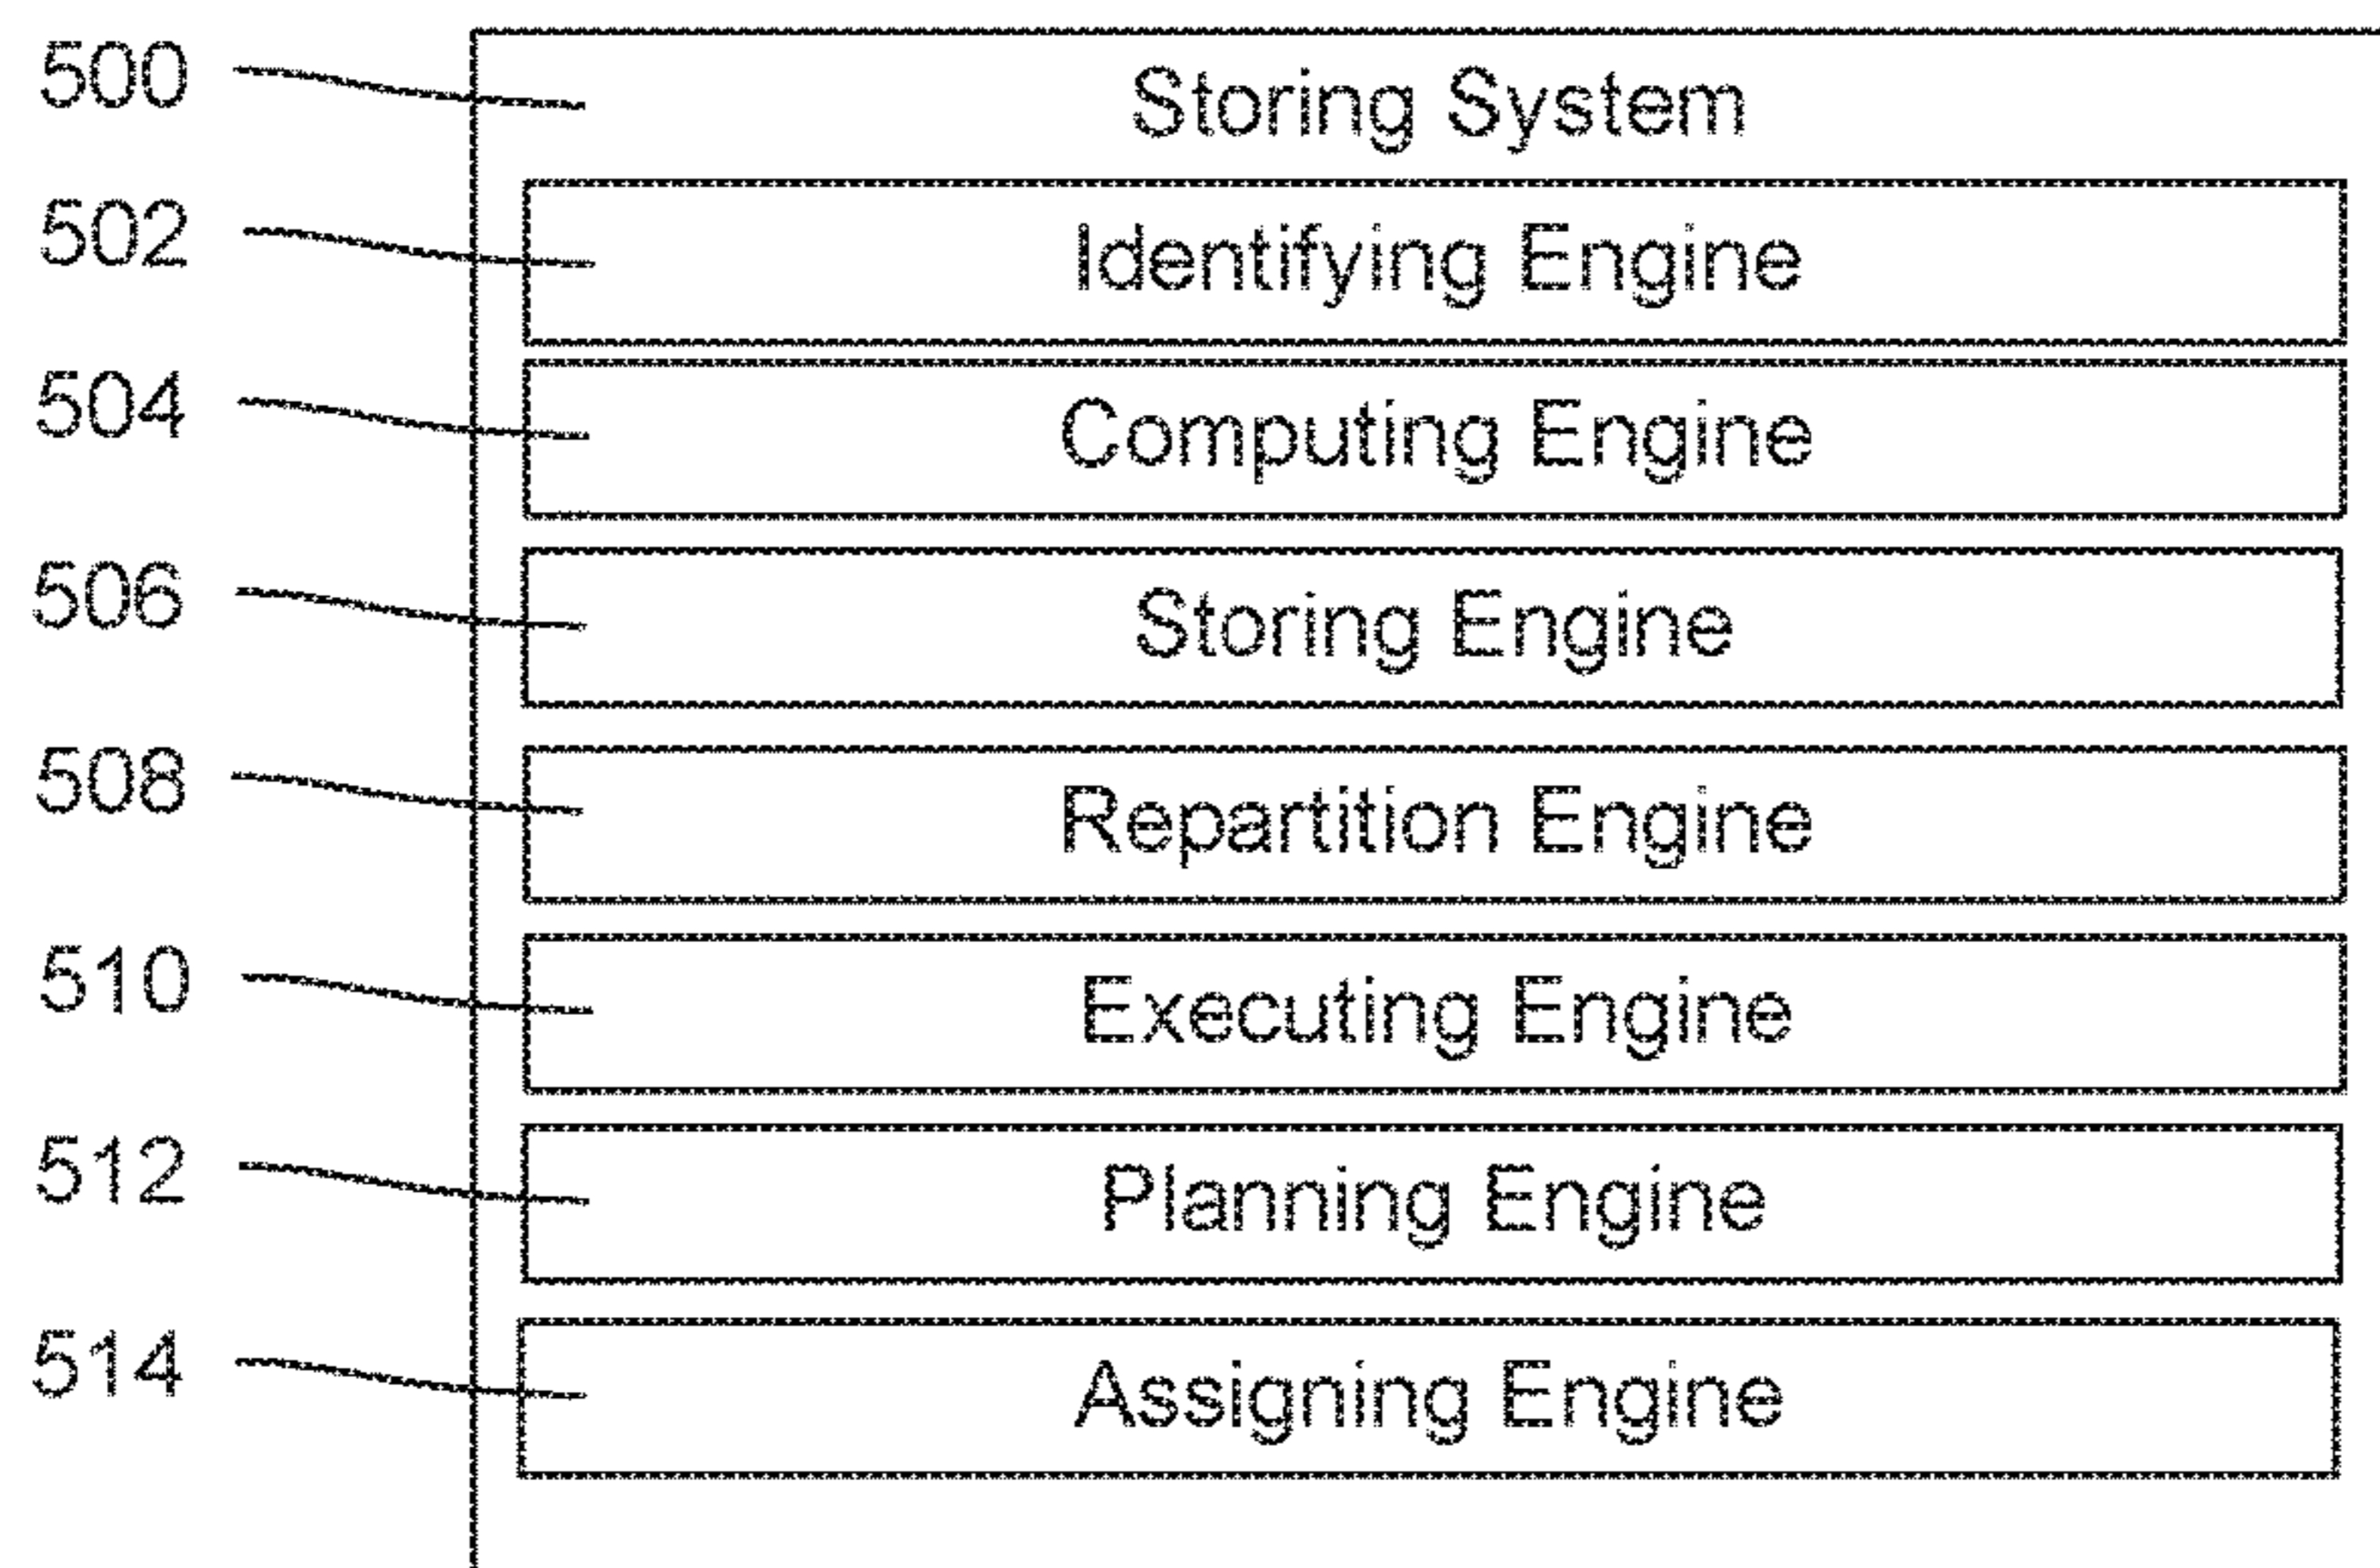 500 Storing System
502 Identifying Engine
504 Computing Engine
506 Storing Engine
508 Repartition Engine
510 Executing Engine
512 Planning Engine
514 Assigning Engine